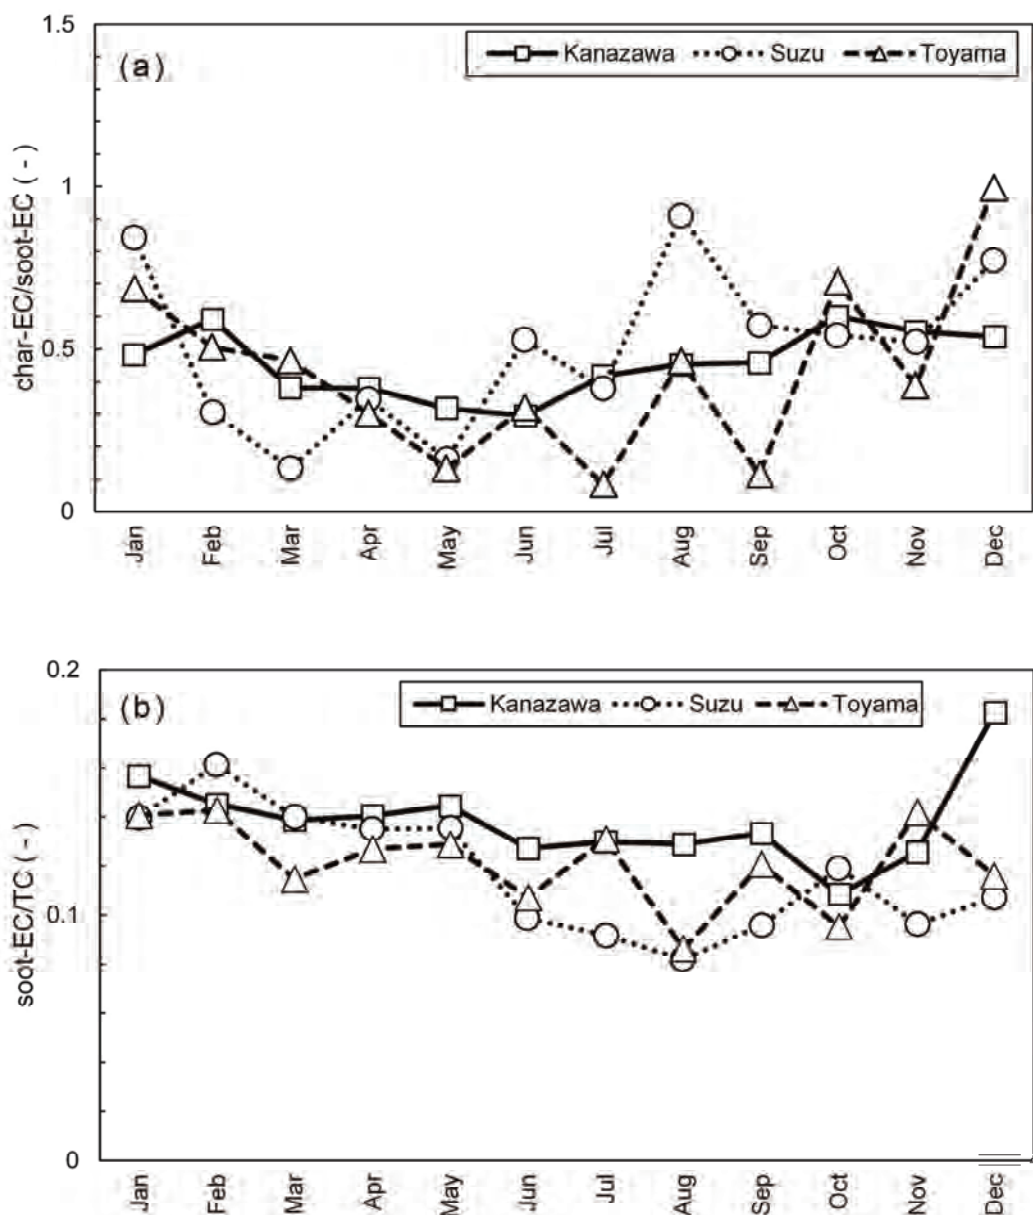 1.5
(a)
Kanazawa Suzu Toyama
1
0.5
0
char-EC/soot-EC ( - )
Jan Feb Mar Apr May Jun Jul Aug Sep Oct Nov Dec
0.2
(b)
Kanazawa Suzu Toyama
0.1
0
soot-EC/TC ( - )
Jan Feb Mar Apr May Jun Jul Aug Sep Oct Nov Dec